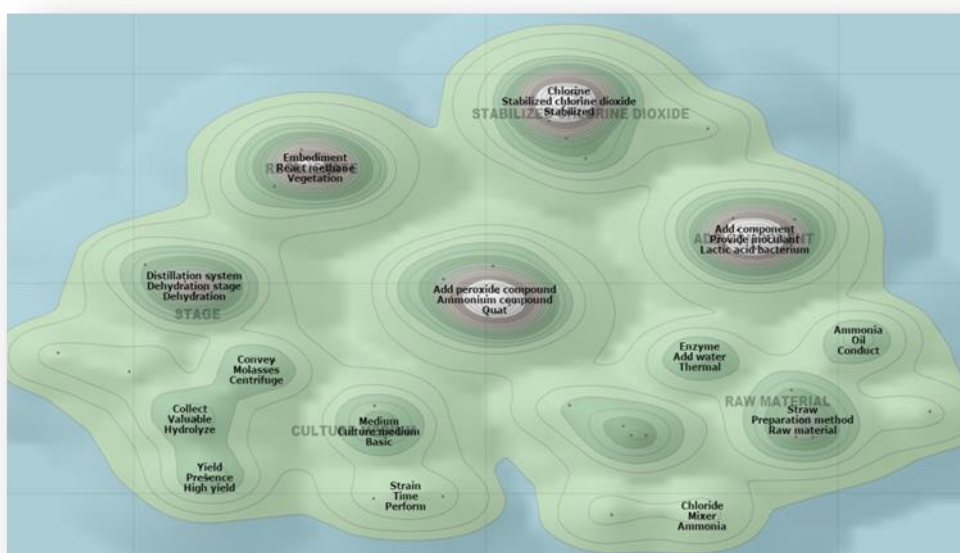 Chlorine
Stabilized chlorine dioxide
Stabilized
Embodiment
React methane
Vegetation
Add component
Provide inoculant
Lactic acid bacterium
Distillation system
Dehydration stage
Dehydration
STAGE
Add peroxide compound
Ammonium compound
Quat
Ammonia
Oil
Conduct
Enzyme
Add water
Thermal
Convey
Molasses
Centrifuge
RAW MATERIAL
Straw
Preparation method
Raw material
Collect
Valuable
Hydrolyze
Medium
Culture medium
Basic
Yield
Presence
High yield
Strain
Time
Perform
Chloride
Mixer
Ammonia